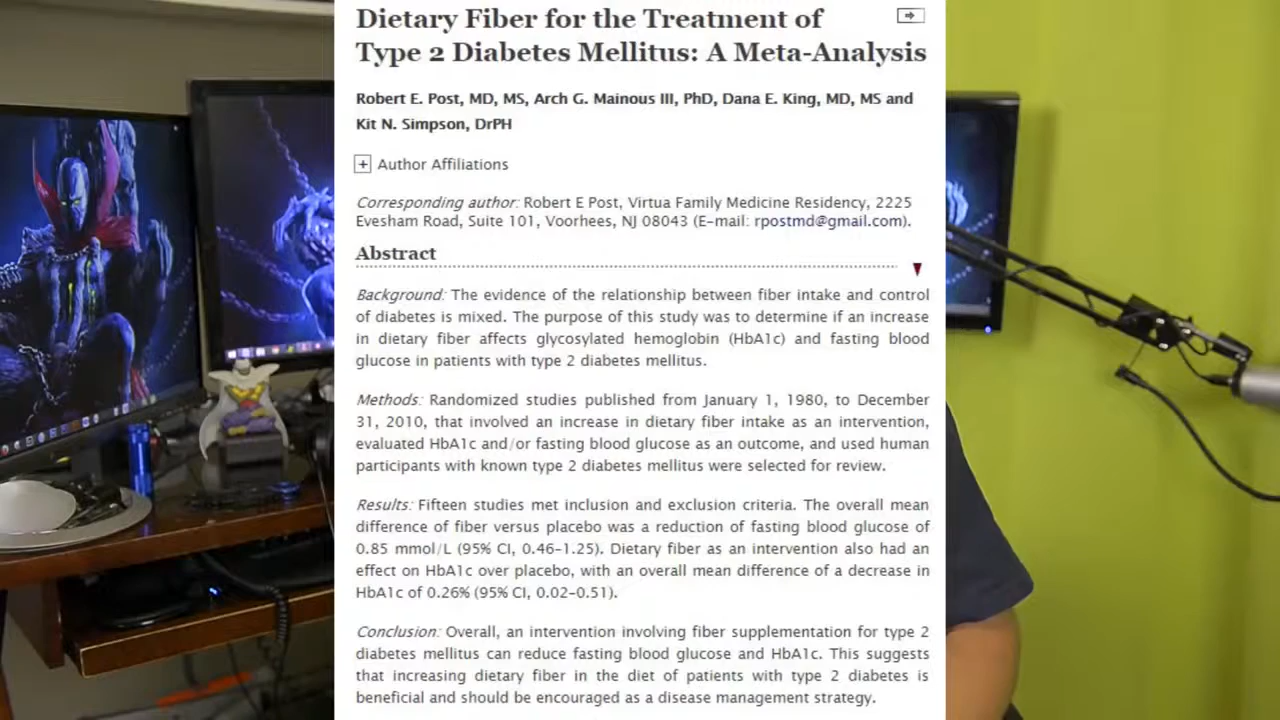 Dietary Fiber for the Treatment of
Type 2 Diabetes Mellitus: A Meta-Analysis
Robert E. Post, MD, MS, Arch G. Mainous III, PhD, Dana E. King, MD, MS and
Kit N. Simpson, DrPH
+ Author Affiliations
Corresponding author: Robert E Post, Virtua Family Medicine Residency, 2225
Evesham Road, Suite 101, Voorhees, NJ 08043 (E-mail: rpostmd@gmail.com).
Abstract
Background: The evidence of the relationship between fiber intake and control
of diabetes is mixed. The purpose of this study was to determine if an increase
in dietary fiber affects glycosylated hemoglobin (HbA1c) and fasting blood
glucose in patients with type 2 diabetes mellitus.
Methods: Randomized studies published from January 1, 1980, to December
31, 2010, that involved an increase in dietary fiber intake as an intervention,
evaluated HbA1c and/or fasting blood glucose as an outcome, and used human
participants with known type 2 diabetes mellitus were selected for review.
Results: Fifteen studies met inclusion and exclusion criteria. The overall mean
difference of fiber versus placebo was a reduction of fasting blood glucose of
0.85 mmol/L (95% CI, 0.46–1.25). Dietary fiber as an intervention also had an
effect on HbA1c over placebo, with an overall mean difference of a decrease in
HbA1c of 0.26% (95% CI, 0.02–0.51).
Conclusion: Overall, an intervention involving fiber supplementation for type 2
diabetes mellitus can reduce fasting blood glucose and HbA1c. This suggests
that increasing dietary fiber in the diet of patients with type 2 diabetes is
beneficial and should be encouraged as a disease management strategy.